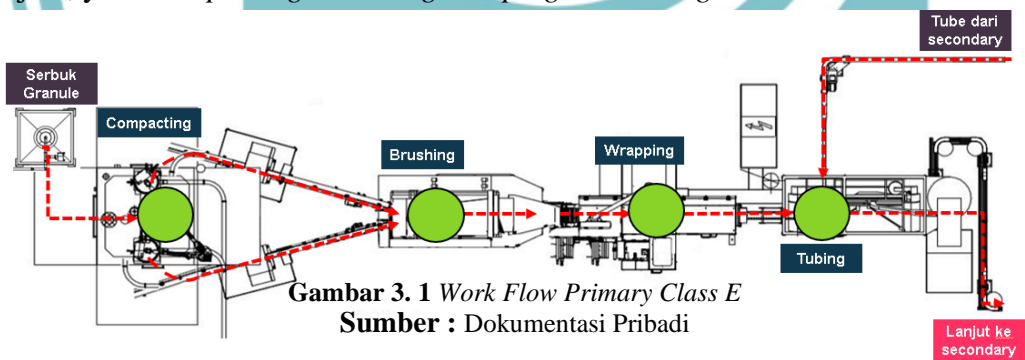 Tube dari
secondary
Serbuk
Granule
Compacting
Brushing
Wrapping
Tubing
Gambar 3. 1 Work Flow Primary Class E
Sumber : Dokumentasi Pribadi
Lanjut ke
secondary